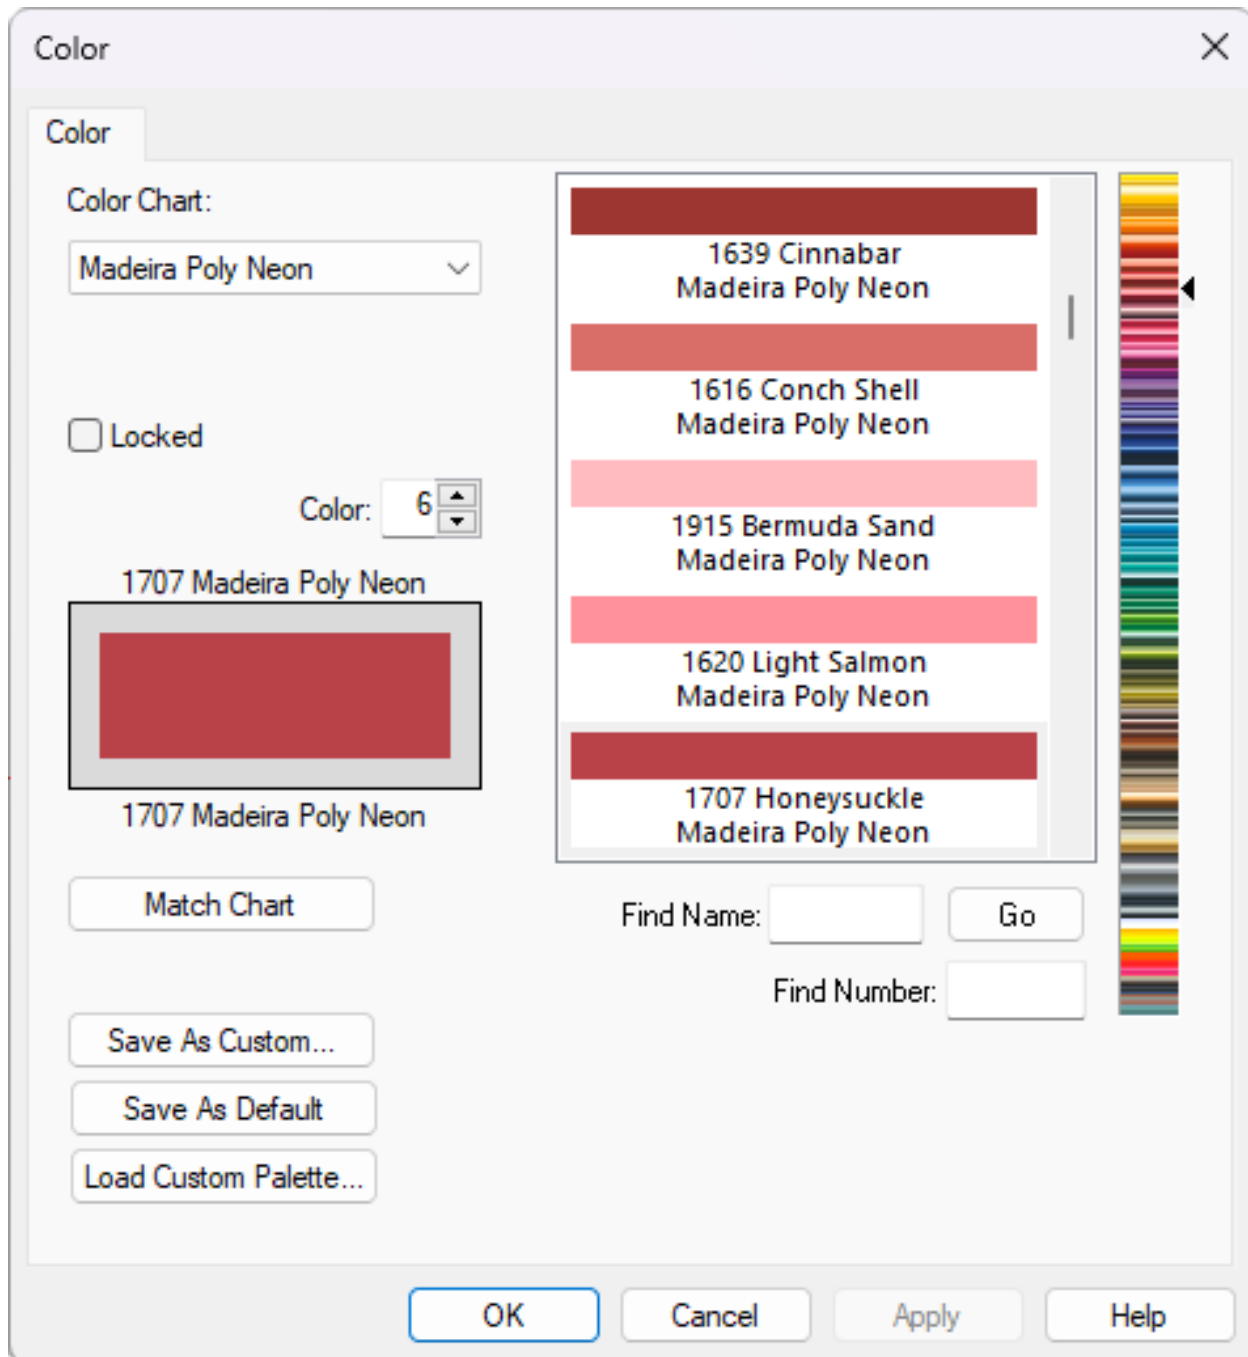 Color
Color
Color Chart:
Madeira Poly Neon
Locked
Color: 6
1707 Madeira Poly Neon
1707 Madeira Poly Neon
Match Chart
Save As Custom...
Save As Default
Load Custom Palette...
1639 Cinnabar
Madeira Poly Neon
1616 Conch Shell
Madeira Poly Neon
1915 Bermuda Sand
Madeira Poly Neon
1620 Light Salmon
Madeira Poly Neon
1707 Honeysuckle
Madeira Poly Neon
Find Name: Go
Find Number:
OK Cancel Apply Help